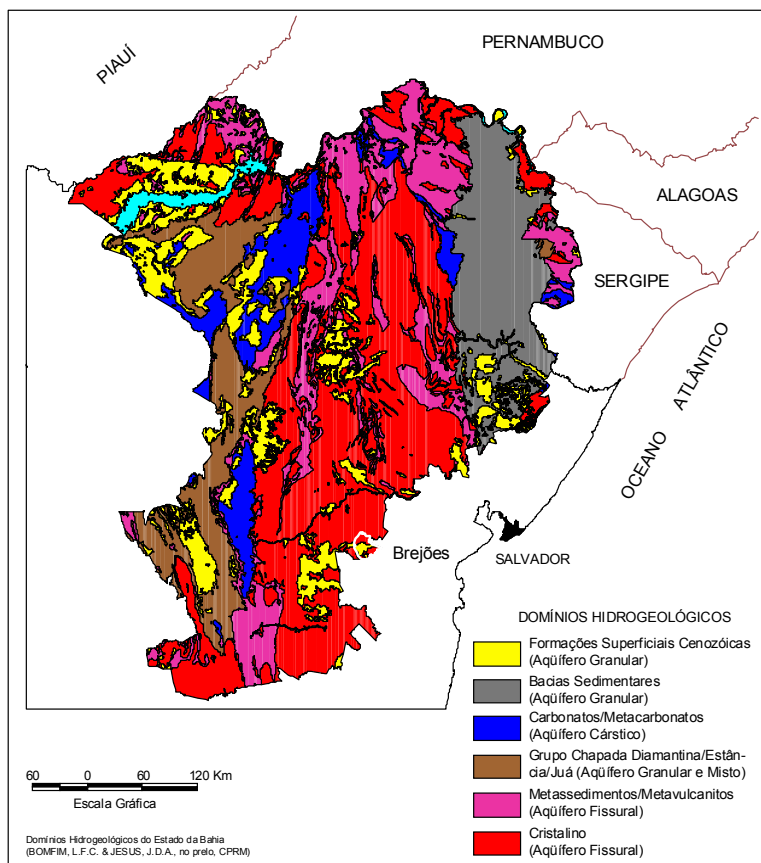 PERNAMBUCO
PIAUÍ
ALAGOAS
SERGIPE
OCEANO ATLÂNTICO
Brejões
SALVADOR
DOMÍNIOS HIDROGEOLÓGICOS
Formações Superficiais Cenozóicas
(Aqüífero Granular)
Bacias Sedimentares
(Aqüífero Granular)
Carbonatos/Metacarbonatos
(Aqüífero Cárstico)
Grupo Chapada Diamantina/Estân-
cia/Juá (Aqüífero Granular e Misto)
Metassedimentos/Metavulcanitos
(Aqüífero Fissural)
Cristalino
(Aqüífero Fissural)
60 0 60 120 Km
Escala Gráfica
Domínios Hidrogeológicos do Estado da Bahia
(BOMFIM, L.F.C. & JESUS, J.D.A., no prelo, CPRM)